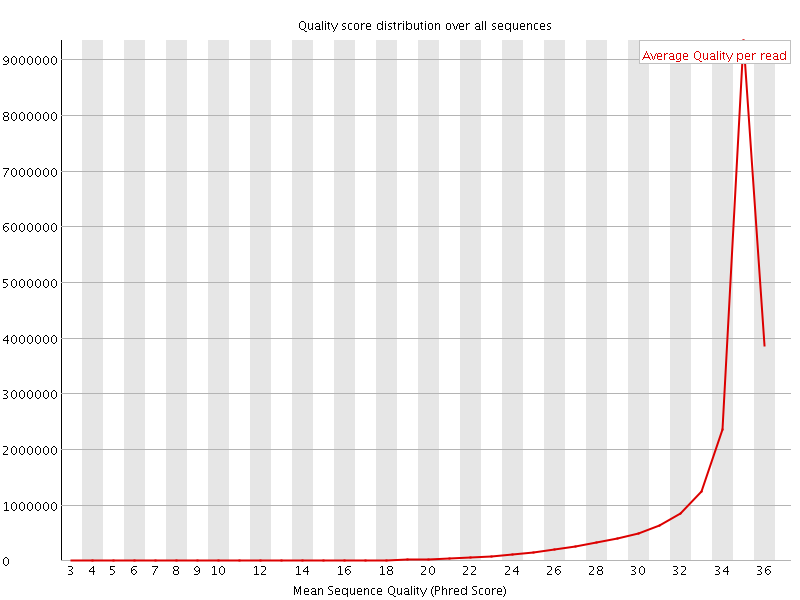 Quality score distribution over all sequences
Average Quality per read
9000000
8000000
7000000
6000000
5000000
4000000
3000000
2000000
1000000
0
3 4 5 6 7 8 9 10 12 14 16 18 20 22 24 26 28 30 32 34 36
Mean Sequence Quality (Phred Score)